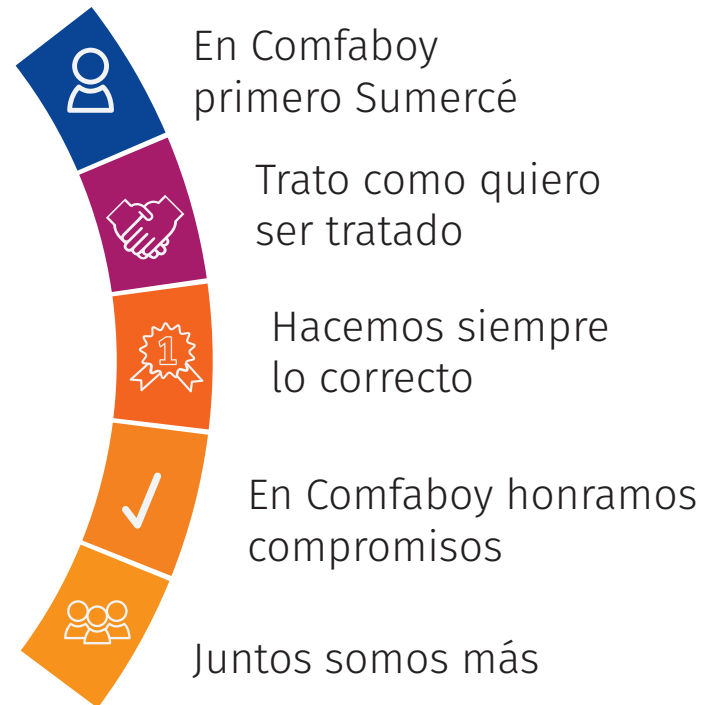 En Comfaboy
primero Sumercé
Trato como quiero
ser tratado
1
Hacemos siempre
lo correcto
En Comfaboy honramos
compromisos
Juntos somos más